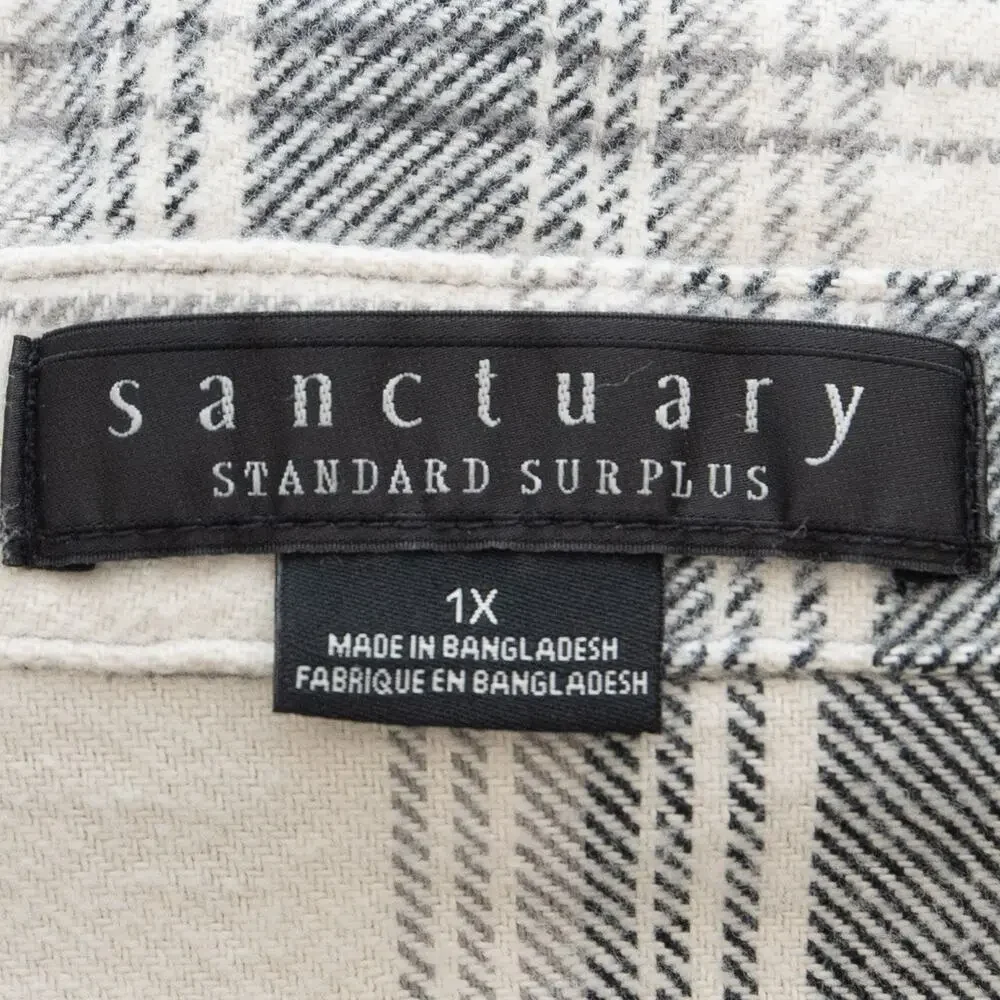 sanctuary
STANDARD SURPLUS
1X
MADE IN BANGLADESH
FABRIQUE EN BANGLADESH